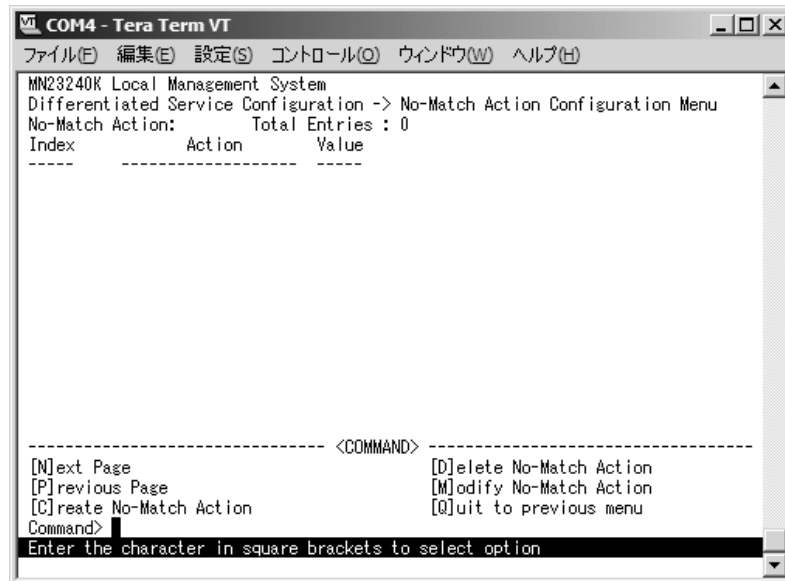 COM4 - Tera Term VT
ファイル(F) 編集(E) 設定(S) コントロール(O) ウィンドウ(W) ヘルプ(H)
MN23240K Local Management System
Differentiated Service Configuration -> No-Match Action Configuration Menu
No-Match Action: Total Entries : 0
Index Action Value
----- ------------------- -----
-------------------------------- <COMMAND> -----------------------------------
[N]ext Page [D]elete No-Match Action
[P]revious Page [M]odify No-Match Action
[C]reate No-Match Action [Q]uit to previous menu
Command>
Enter the character in square brackets to select option